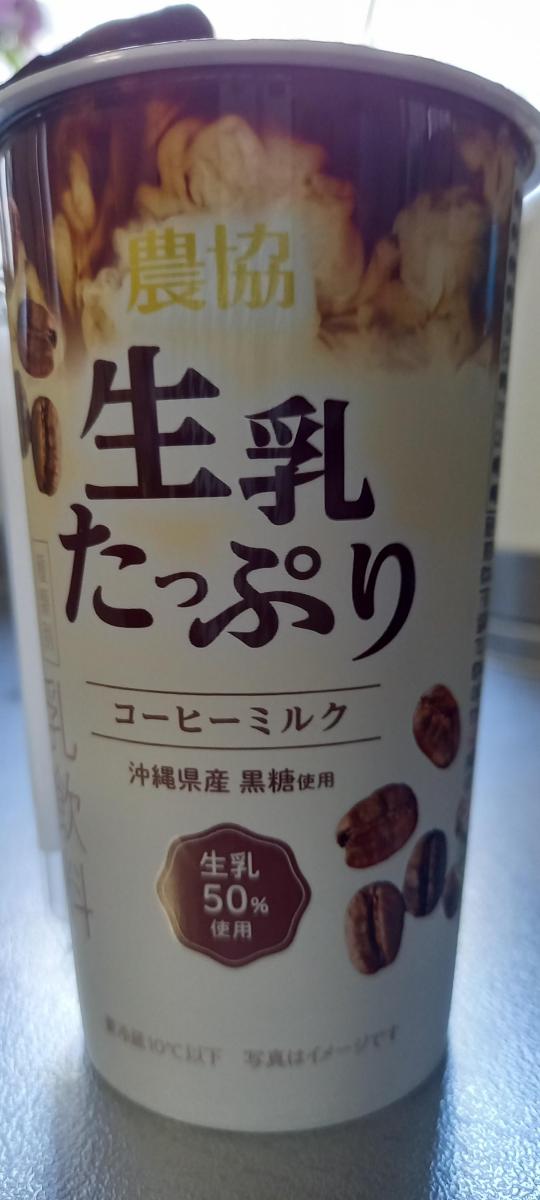 農協
生乳
たっぷり
コーヒーミルク
沖縄県産 黒糖使用
生乳
50%
使用
乳飲料
要冷蔵10℃以下 写真はイメージです